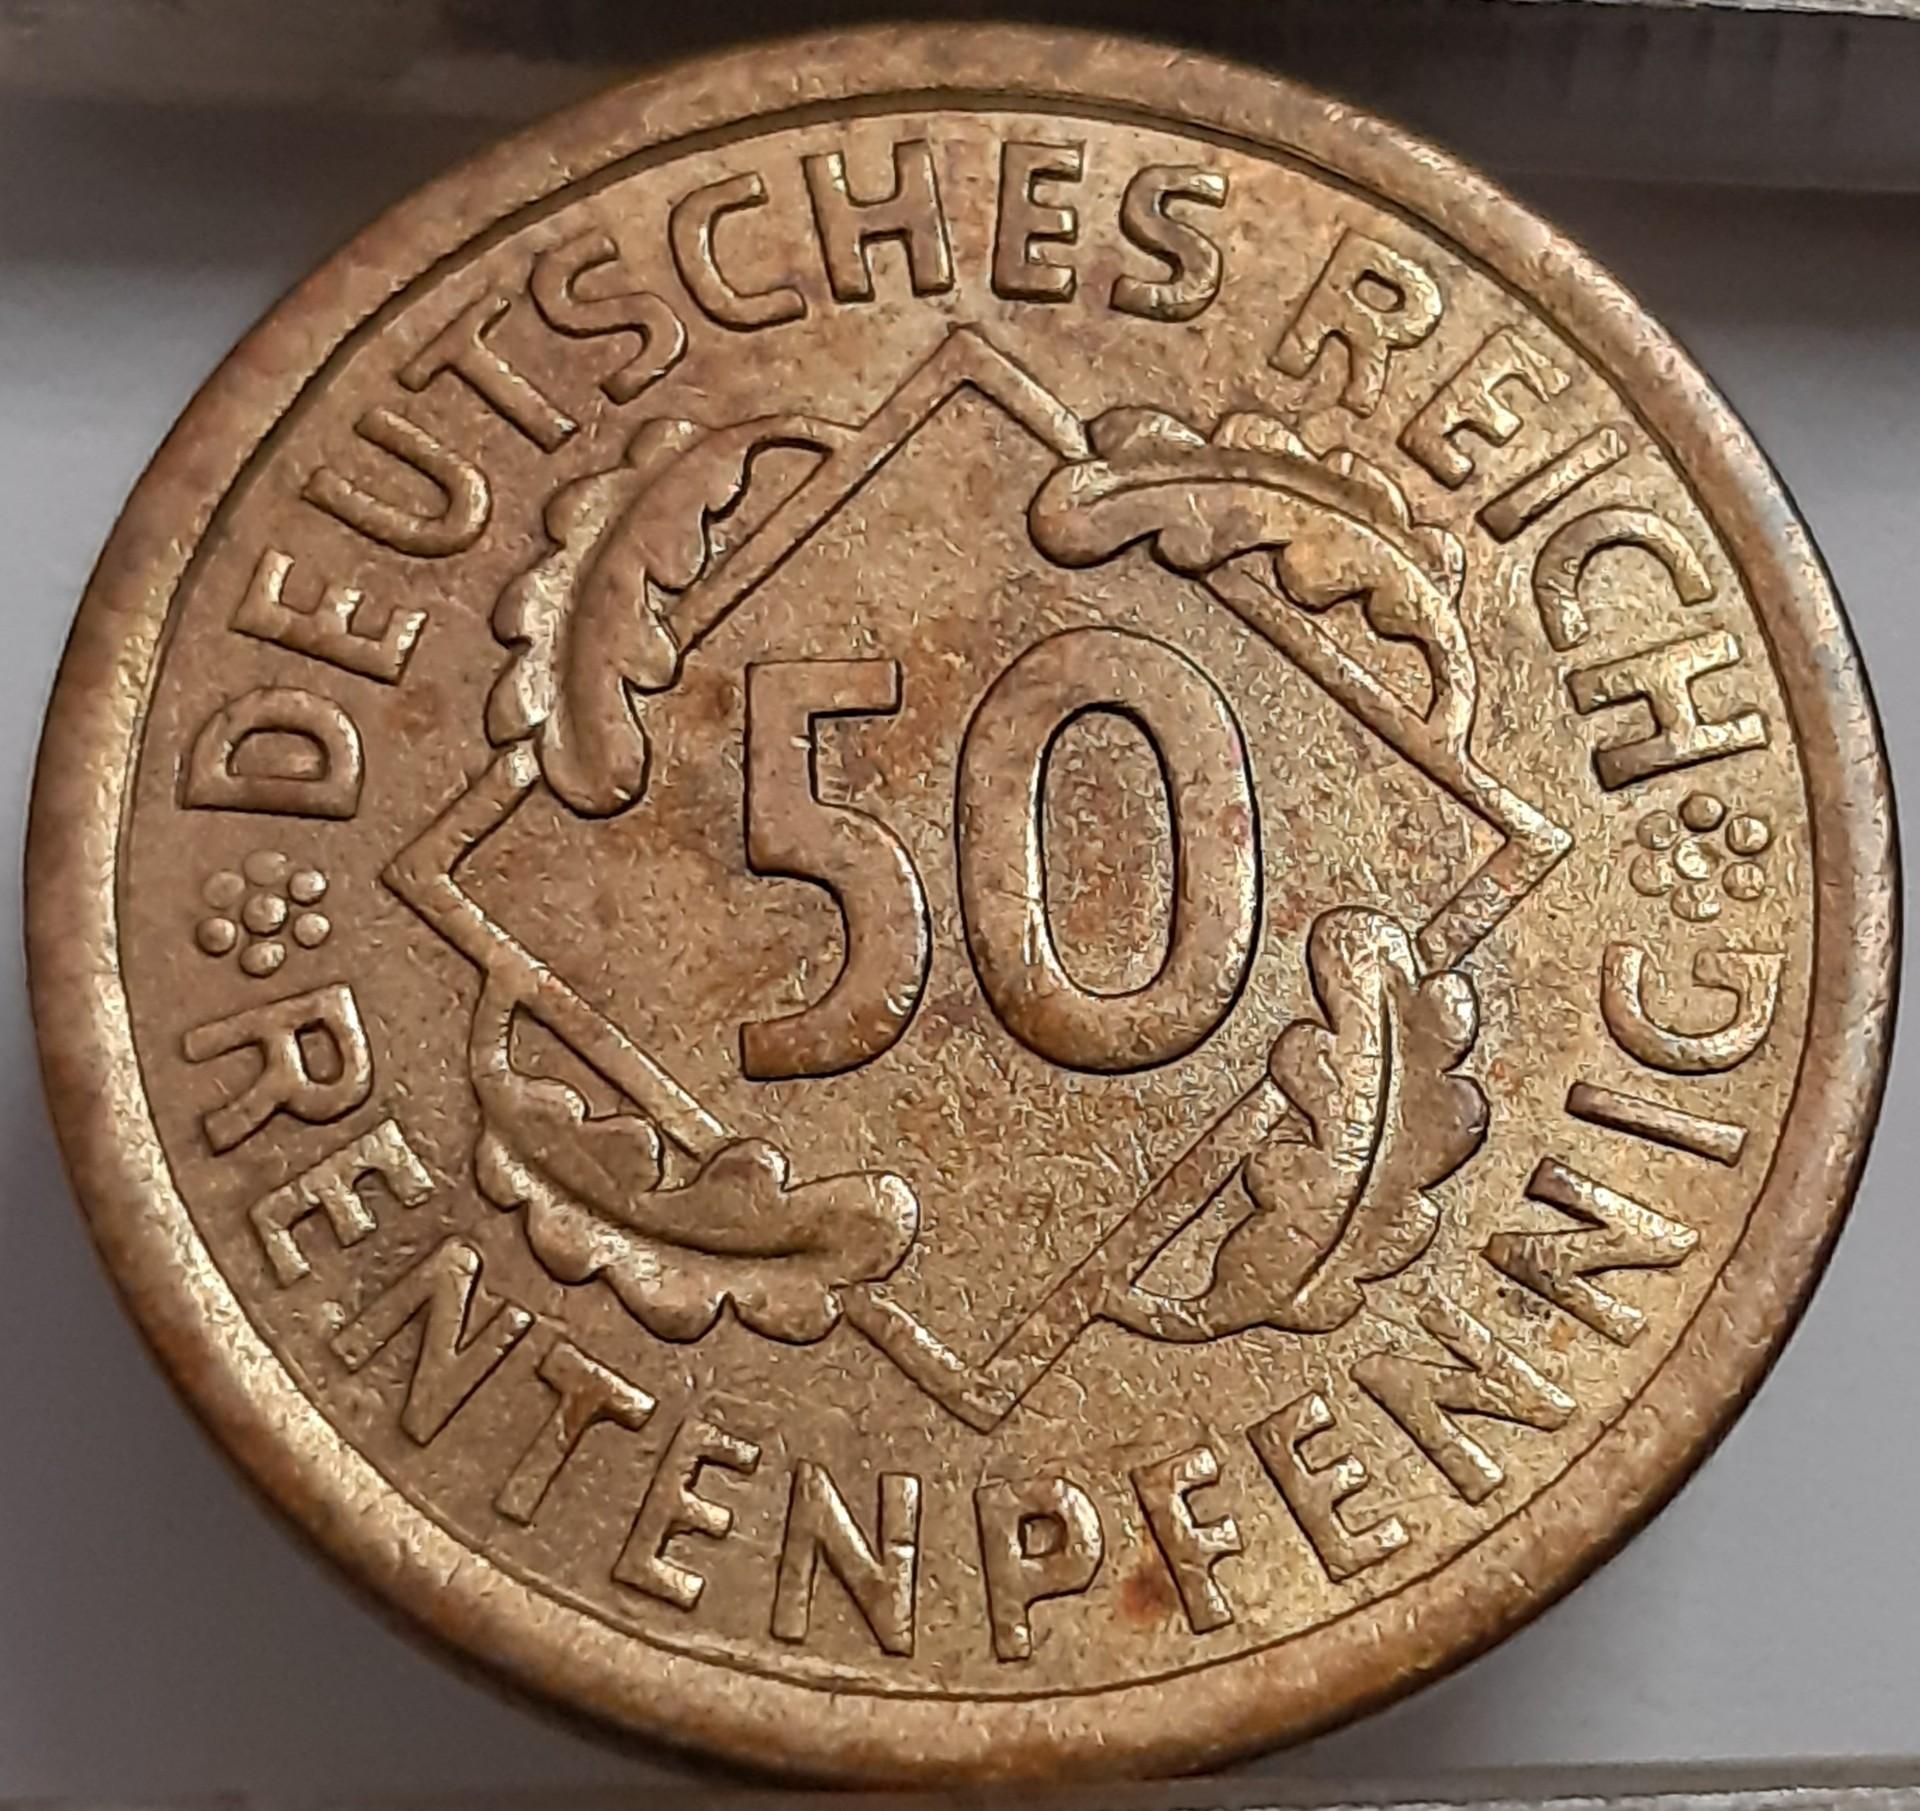 DEUTSCHES REICH
50
RENTENPFENNIG